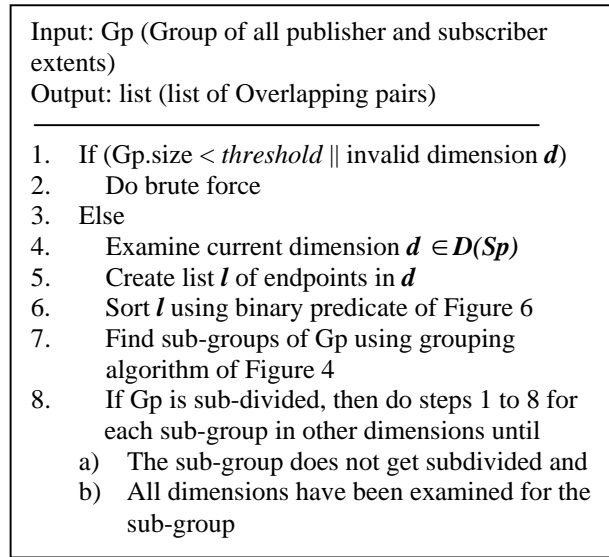 Input: Gp (Group of all publisher and subscriber
extents)
Output: list (list of Overlapping pairs)
1. If (Gp.size < threshold || invalid dimension d)
2. Do brute force
3. Else
4. Examine current dimension d ∈ D(Sp)
5. Create list l of endpoints in d
6. Sort l using binary predicate of Figure 6
7. Find sub-groups of Gp using grouping
algorithm of Figure 4
8. If Gp is sub-divided, then do steps 1 to 8 for
each sub-group in other dimensions until
a) The sub-group does not get subdivided and
b) All dimensions have been examined for the
sub-group